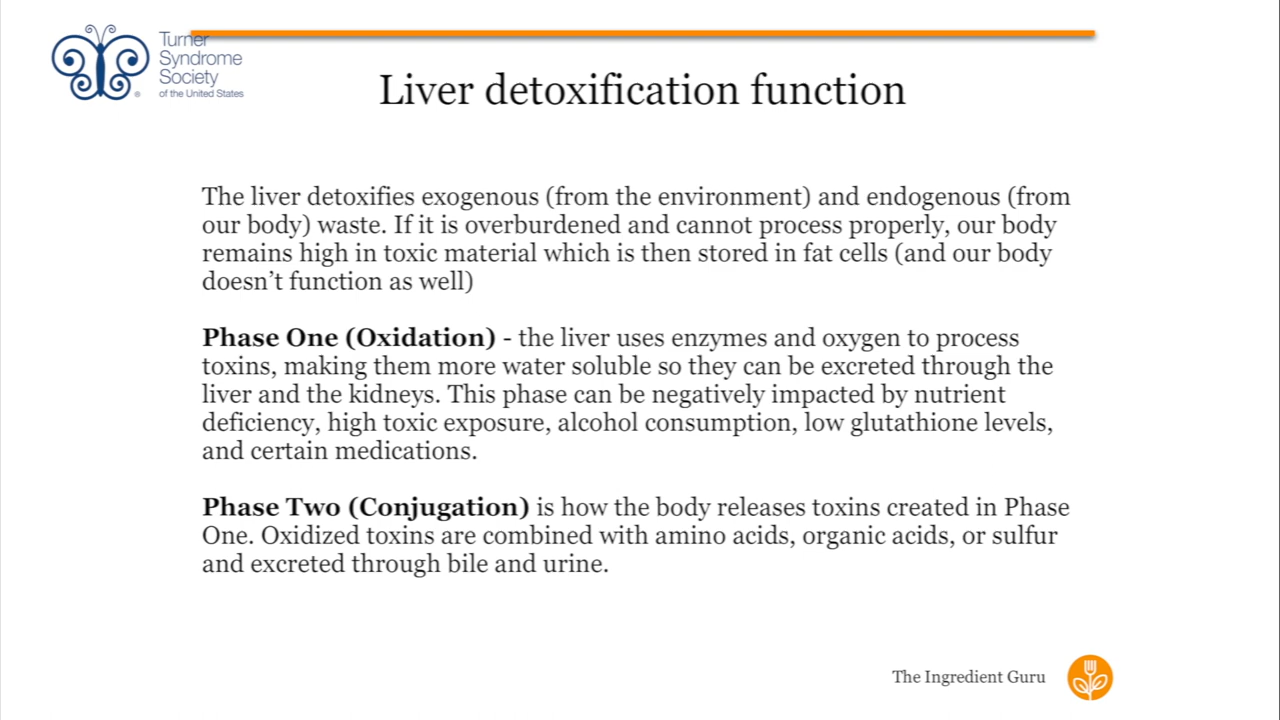 Turner
Syndrome
Society
of the United States
®
Liver detoxification function
The liver detoxifies exogenous (from the environment) and endogenous (from
our body) waste. If it is overburdened and cannot process properly, our body
remains high in toxic material which is then stored in fat cells (and our body
doesn’t function as well)
Phase One (Oxidation) - the liver uses enzymes and oxygen to process
toxins, making them more water soluble so they can be excreted through the
liver and the kidneys. This phase can be negatively impacted by nutrient
deficiency, high toxic exposure, alcohol consumption, low glutathione levels,
and certain medications.
Phase Two (Conjugation) is how the body releases toxins created in Phase
One. Oxidized toxins are combined with amino acids, organic acids, or sulfur
and excreted through bile and urine.
The Ingredient Guru